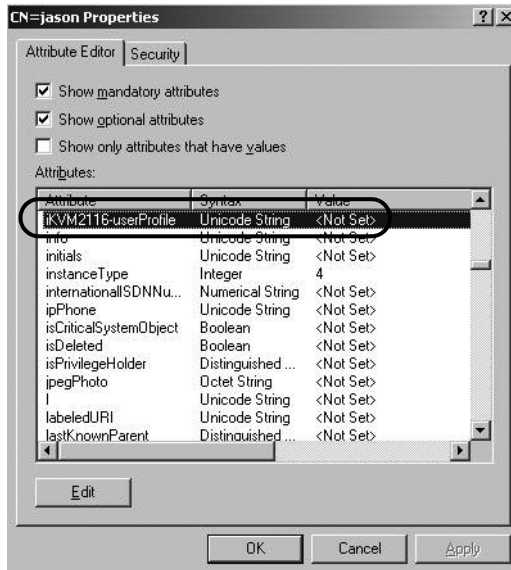 CN=jason Properties
Attribute Editor Security
Show mandatory attributes
Show optional attributes
Show only attributes that have values
Attributes:
Attribute Syntax Value
iKVM2116-userProfile Unicode String <Not Set>
info Unicode String <Not Set>
initials Unicode String <Not Set>
instanceType Integer 4
internationalISDNNu... Numerical String <Not Set>
ipPhone Unicode String <Not Set>
isCriticalSystemObject Boolean <Not Set>
isDeleted Boolean <Not Set>
isPrivilegeHolder Distinguished ... <Not Set>
jpegPhoto Octet String <Not Set>
l Unicode String <Not Set>
labeledURI Unicode String <Not Set>
lastKnownParent Distinguished ... <Not Set>
Edit
OK Cancel Apply